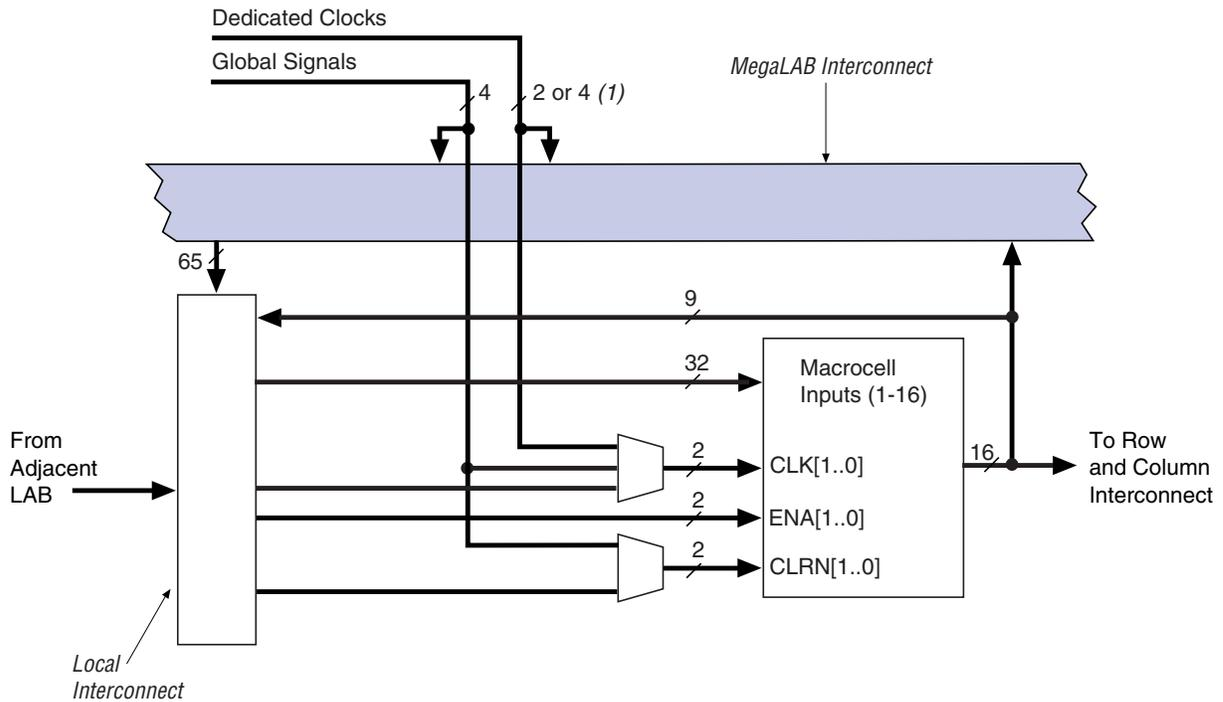 Dedicated Clocks
Global Signals
MegaLAB Interconnect
4
2 or 4 (1)
65
9
32
Macrocell
Inputs (1-16)
From
Adjacent
LAB
2
CLK[1..0]
16
To Row
and Column
Interconnect
2
ENA[1..0]
2
CLRN[1..0]
Local
Interconnect